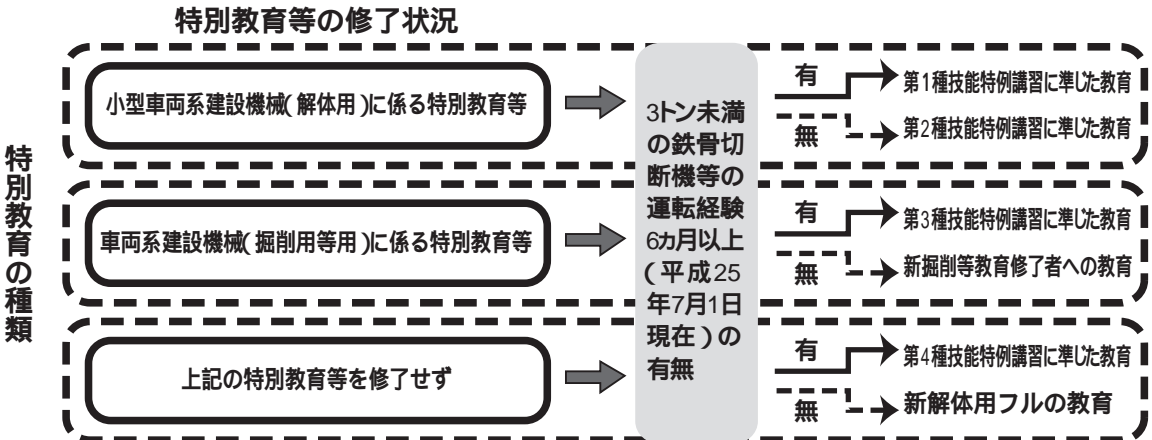 特別教育等の修了状況
特別教育の種類
小型車両系建設機械(解体用)に係る特別教育等
車両系建設機械(掘削用等用)に係る特別教育等
上記の特別教育等を修了せず
3トン未満
の鉄骨切
断機等の
運転経験
6カ月以上
(平成25
年7月1日
現在)の
有無
有
第1種技能特例講習に準じた教育
無
第2種技能特例講習に準じた教育
有
第3種技能特例講習に準じた教育
無
新掘削等教育修了者への教育
有
第4種技能特例講習に準じた教育
無
新解体用フルの教育